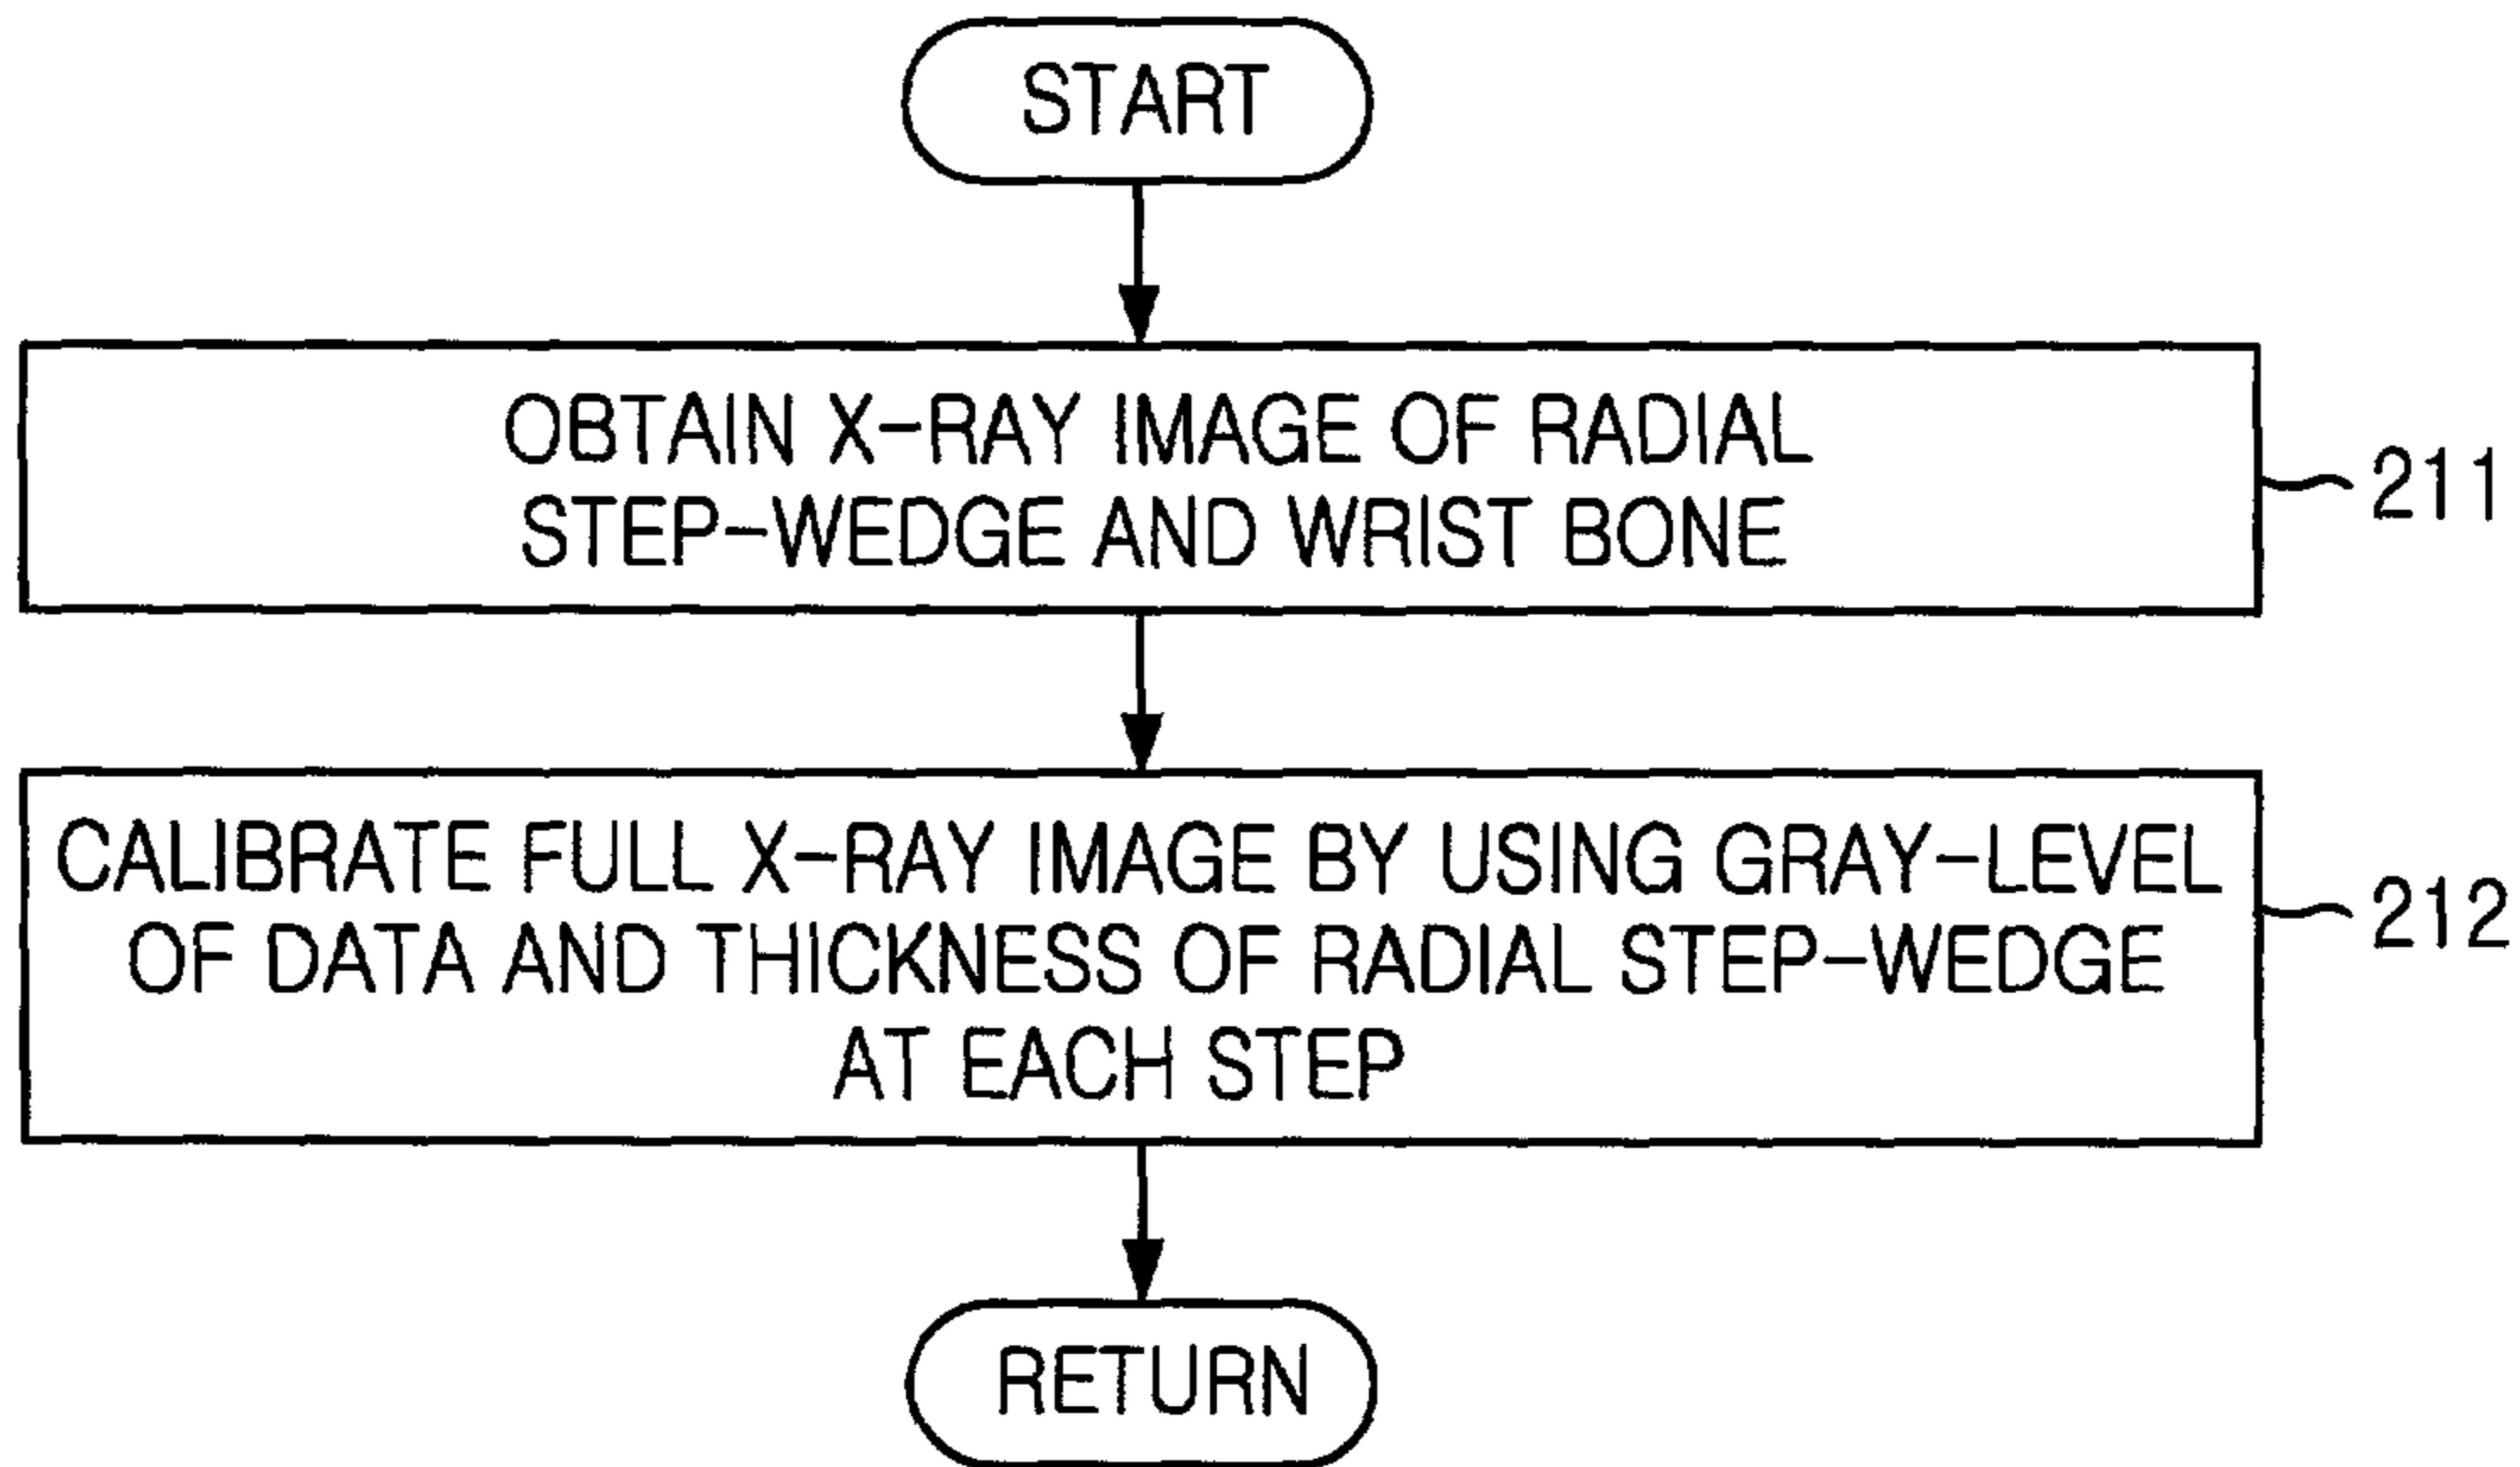 START
OBTAIN X-RAY IMAGE OF RADIAL
STEP-WEDGE AND WRIST BONE
211
CALIBRATE FULL X-RAY IMAGE BY USING GRAY-LEVEL
OF DATA AND THICKNESS OF RADIAL STEP-WEDGE
AT EACH STEP
212
RETURN